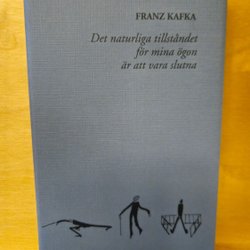 FRANZ KAFKA
Det naturliga tillståndet
för mina ögon
är att vara slutna